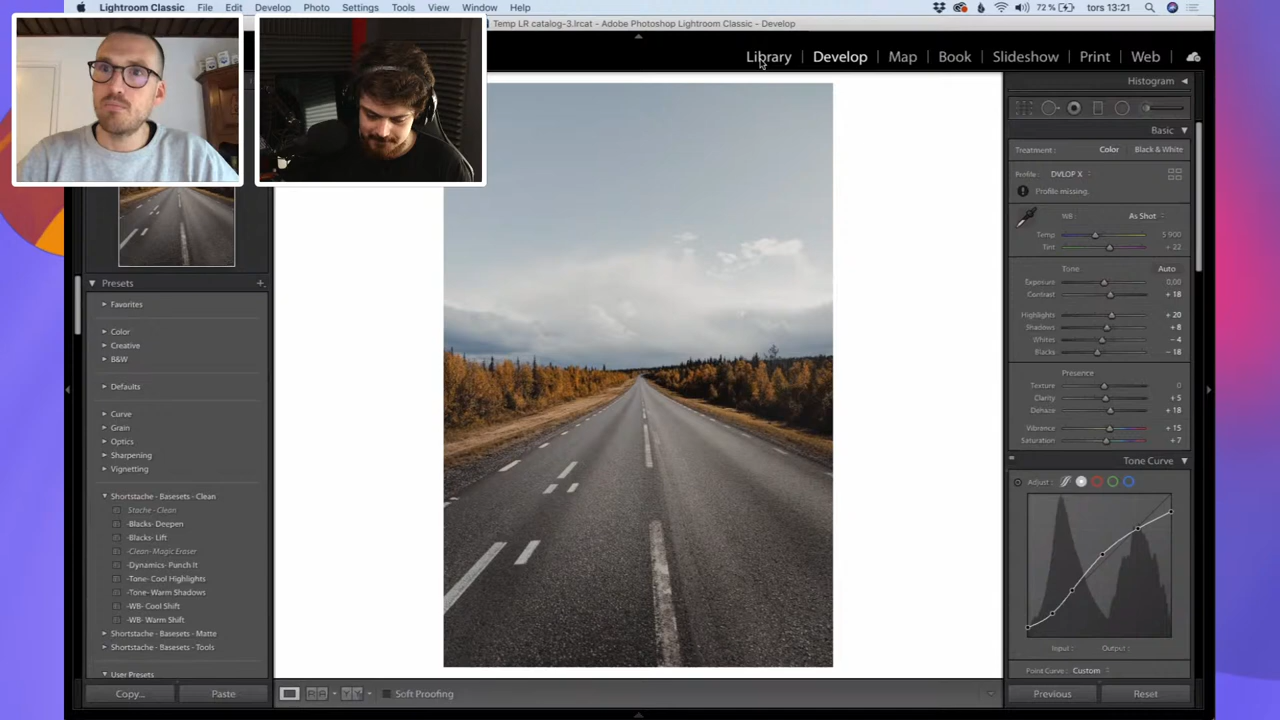 Lightroom Classic File Edit Develop Photo Settings Tools View Window Help 72 % tors 13:21
Temp LR catalog-3.lrcat - Adobe Photoshop Lightroom Classic - Develop
Library Develop Map Book Slideshow Print Web
Histogram
Basic
Treatment: Color Black & White
Profile: DVLOP X
Profile missing.
WB: As Shot
Temp 5 900
Tint + 22
Tone Auto
Exposure 0,00
Contrast + 18
Highlights + 20
Shadows + 8
Whites − 4
Blacks − 18
Presence
Texture 0
Clarity + 5
Dehaze + 18
Vibrance + 15
Saturation + 7
Tone Curve
Adjust:
Input: Output:
Point Curve: Custom
Previous Reset
Presets +
Favorites
Color
Creative
B&W
Defaults
Curve
Grain
Optics
Sharpening
Vignetting
Shortstache - Basesets - Clean
Stache - Clean
-Blacks- Deepen
-Blacks- Lift
-Clean- Magic Eraser
-Dynamics- Punch It
-Tone- Cool Highlights
-Tone- Warm Shadows
-WB- Cool Shift
-WB- Warm Shift
Shortstache - Basesets - Matte
Shortstache - Basesets - Tools
User Presets
Copy... Paste
Soft Proofing